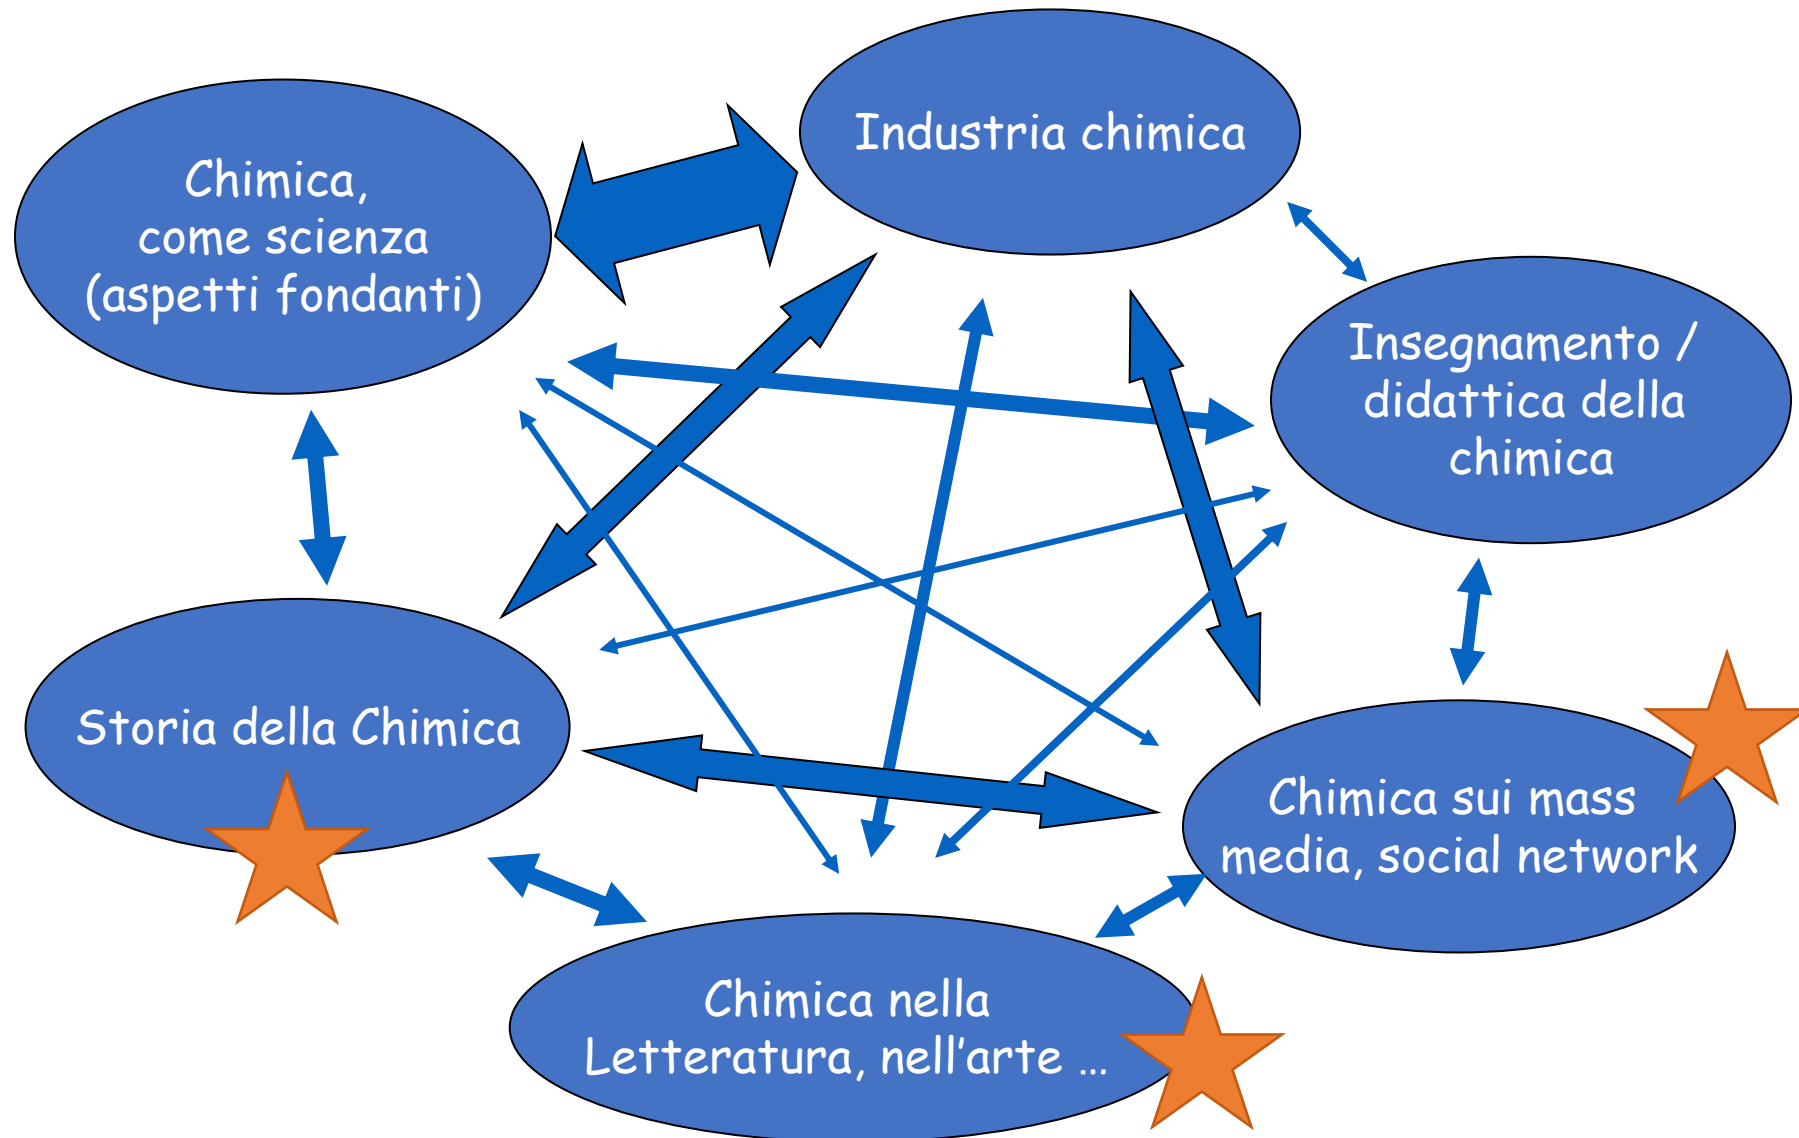 Industria chimica
Chimica,
come scienza
(aspetti fondanti)
Insegnamento /
didattica della
chimica
Storia della Chimica
Chimica sui mass
media, social network
Chimica nella
Letteratura, nell’arte …